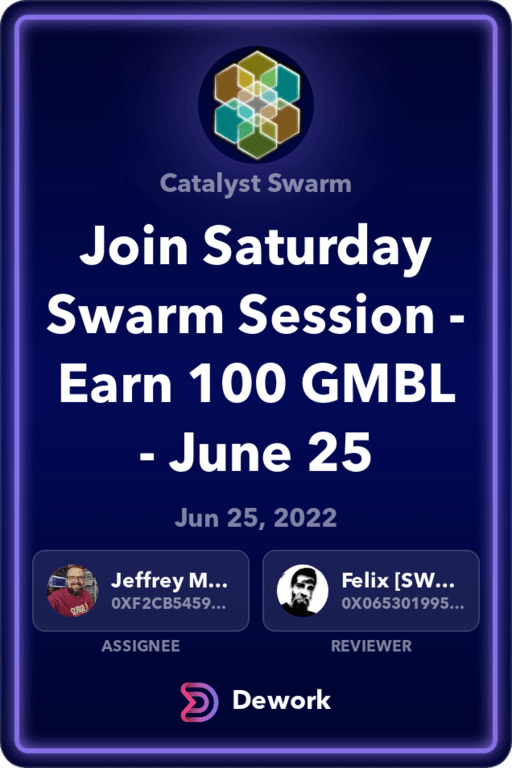 Catalyst Swarm
Join Saturday
Swarm Session -
Earn 100 GMBL
- June 25
Jun 25, 2022
Jeffrey M...
0XF2CB5459...
Felix [SW...
0X065301995...
ASSIGNEE
REVIEWER
Dework